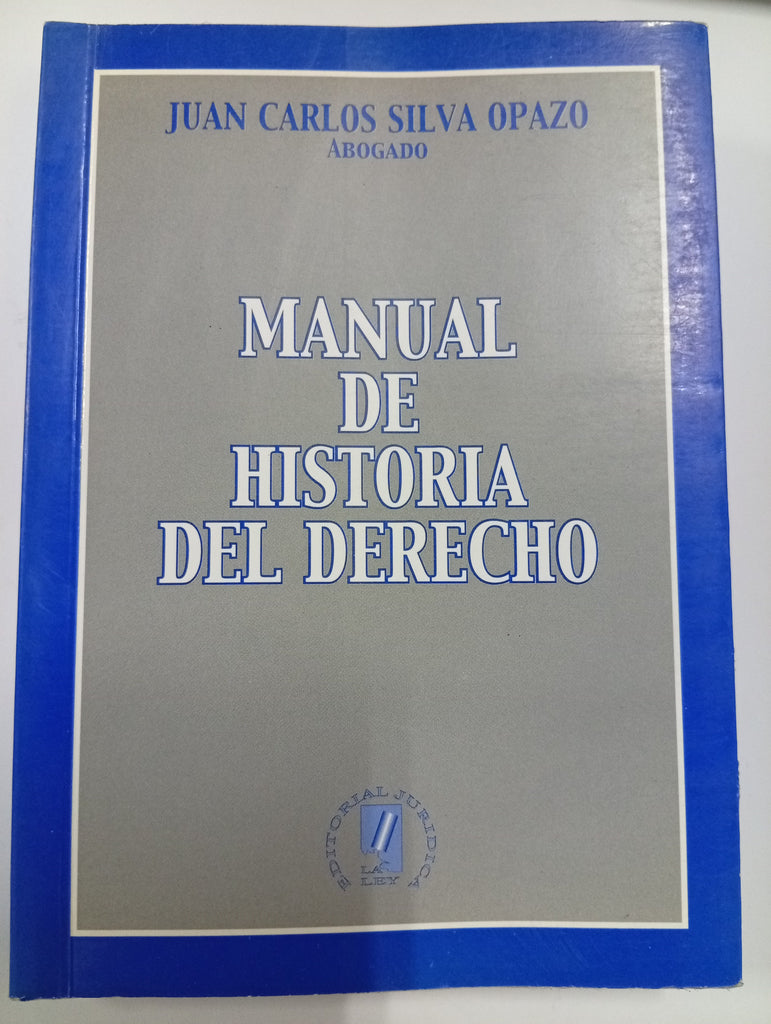 JUAN CARLOS SILVA OPAZO
ABOGADO
MANUAL
DE
HISTORIA
DEL DERECHO
EDITORIAL JURIDICA
LA
LEY